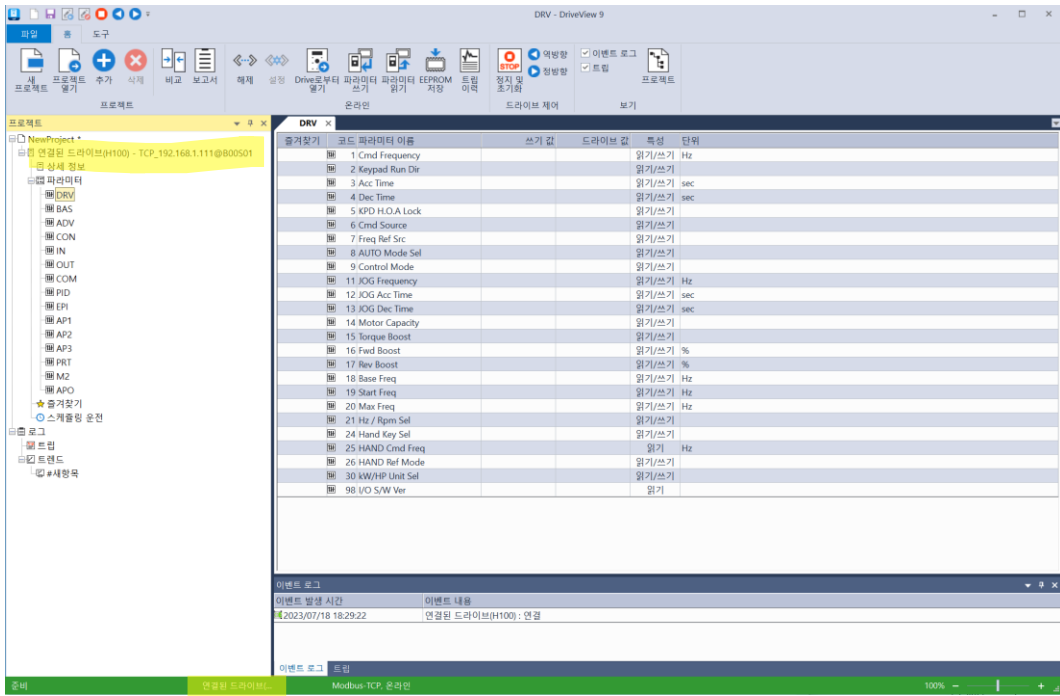 DRV - DriveView 9
파일 홈 도구
새 프로젝트
프로젝트 열기
추가
삭제
비교
보고서
해제
설정
Drive로부터 열기
파라미터 쓰기
파라미터 읽기
EEPROM 저장
트립 이력
STOP
정지 및 초기화
역방향
정방향
이벤트 로그
트립
프로젝트
프로젝트 온라인 드라이브 제어 보기
프로젝트
NewProject *
연결된 드라이브(H100) - TCP_192.168.1.111@B00S01
상세 정보
파라미터
DRV
BAS
ADV
CON
IN
OUT
COM
PID
EPI
AP1
AP2
AP3
PRT
M2
APO
즐겨찾기
스케줄링 운전
로그
트립
트렌드
#새항목
DRV ×
즐겨찾기 코드 파라미터 이름 쓰기 값 드라이브 값 특성 단위
1 Cmd Frequency 읽기/쓰기 Hz
2 Keypad Run Dir 읽기/쓰기
3 Acc Time 읽기/쓰기 sec
4 Dec Time 읽기/쓰기 sec
5 KPD H.O.A Lock 읽기/쓰기
6 Cmd Source 읽기/쓰기
7 Freq Ref Src 읽기/쓰기
8 AUTO Mode Sel 읽기/쓰기
9 Control Mode 읽기/쓰기
11 JOG Frequency 읽기/쓰기 Hz
12 JOG Acc Time 읽기/쓰기 sec
13 JOG Dec Time 읽기/쓰기 sec
14 Motor Capacity 읽기/쓰기
15 Torque Boost 읽기/쓰기
16 Fwd Boost 읽기/쓰기 %
17 Rev Boost 읽기/쓰기 %
18 Base Freq 읽기/쓰기 Hz
19 Start Freq 읽기/쓰기 Hz
20 Max Freq 읽기/쓰기 Hz
21 Hz / Rpm Sel 읽기/쓰기
24 Hand Key Sel 읽기/쓰기
25 HAND Cmd Freq 읽기 Hz
26 HAND Ref Mode 읽기/쓰기
30 kW/HP Unit Sel 읽기/쓰기
98 I/O S/W Ver 읽기
이벤트 로그
이벤트 발생 시간 이벤트 내용
2023/07/18 18:29:22 연결된 드라이브(H100) : 연결
이벤트 로그 트립
준비 연결된 드라이브(... Modbus-TCP, 온라인 100%